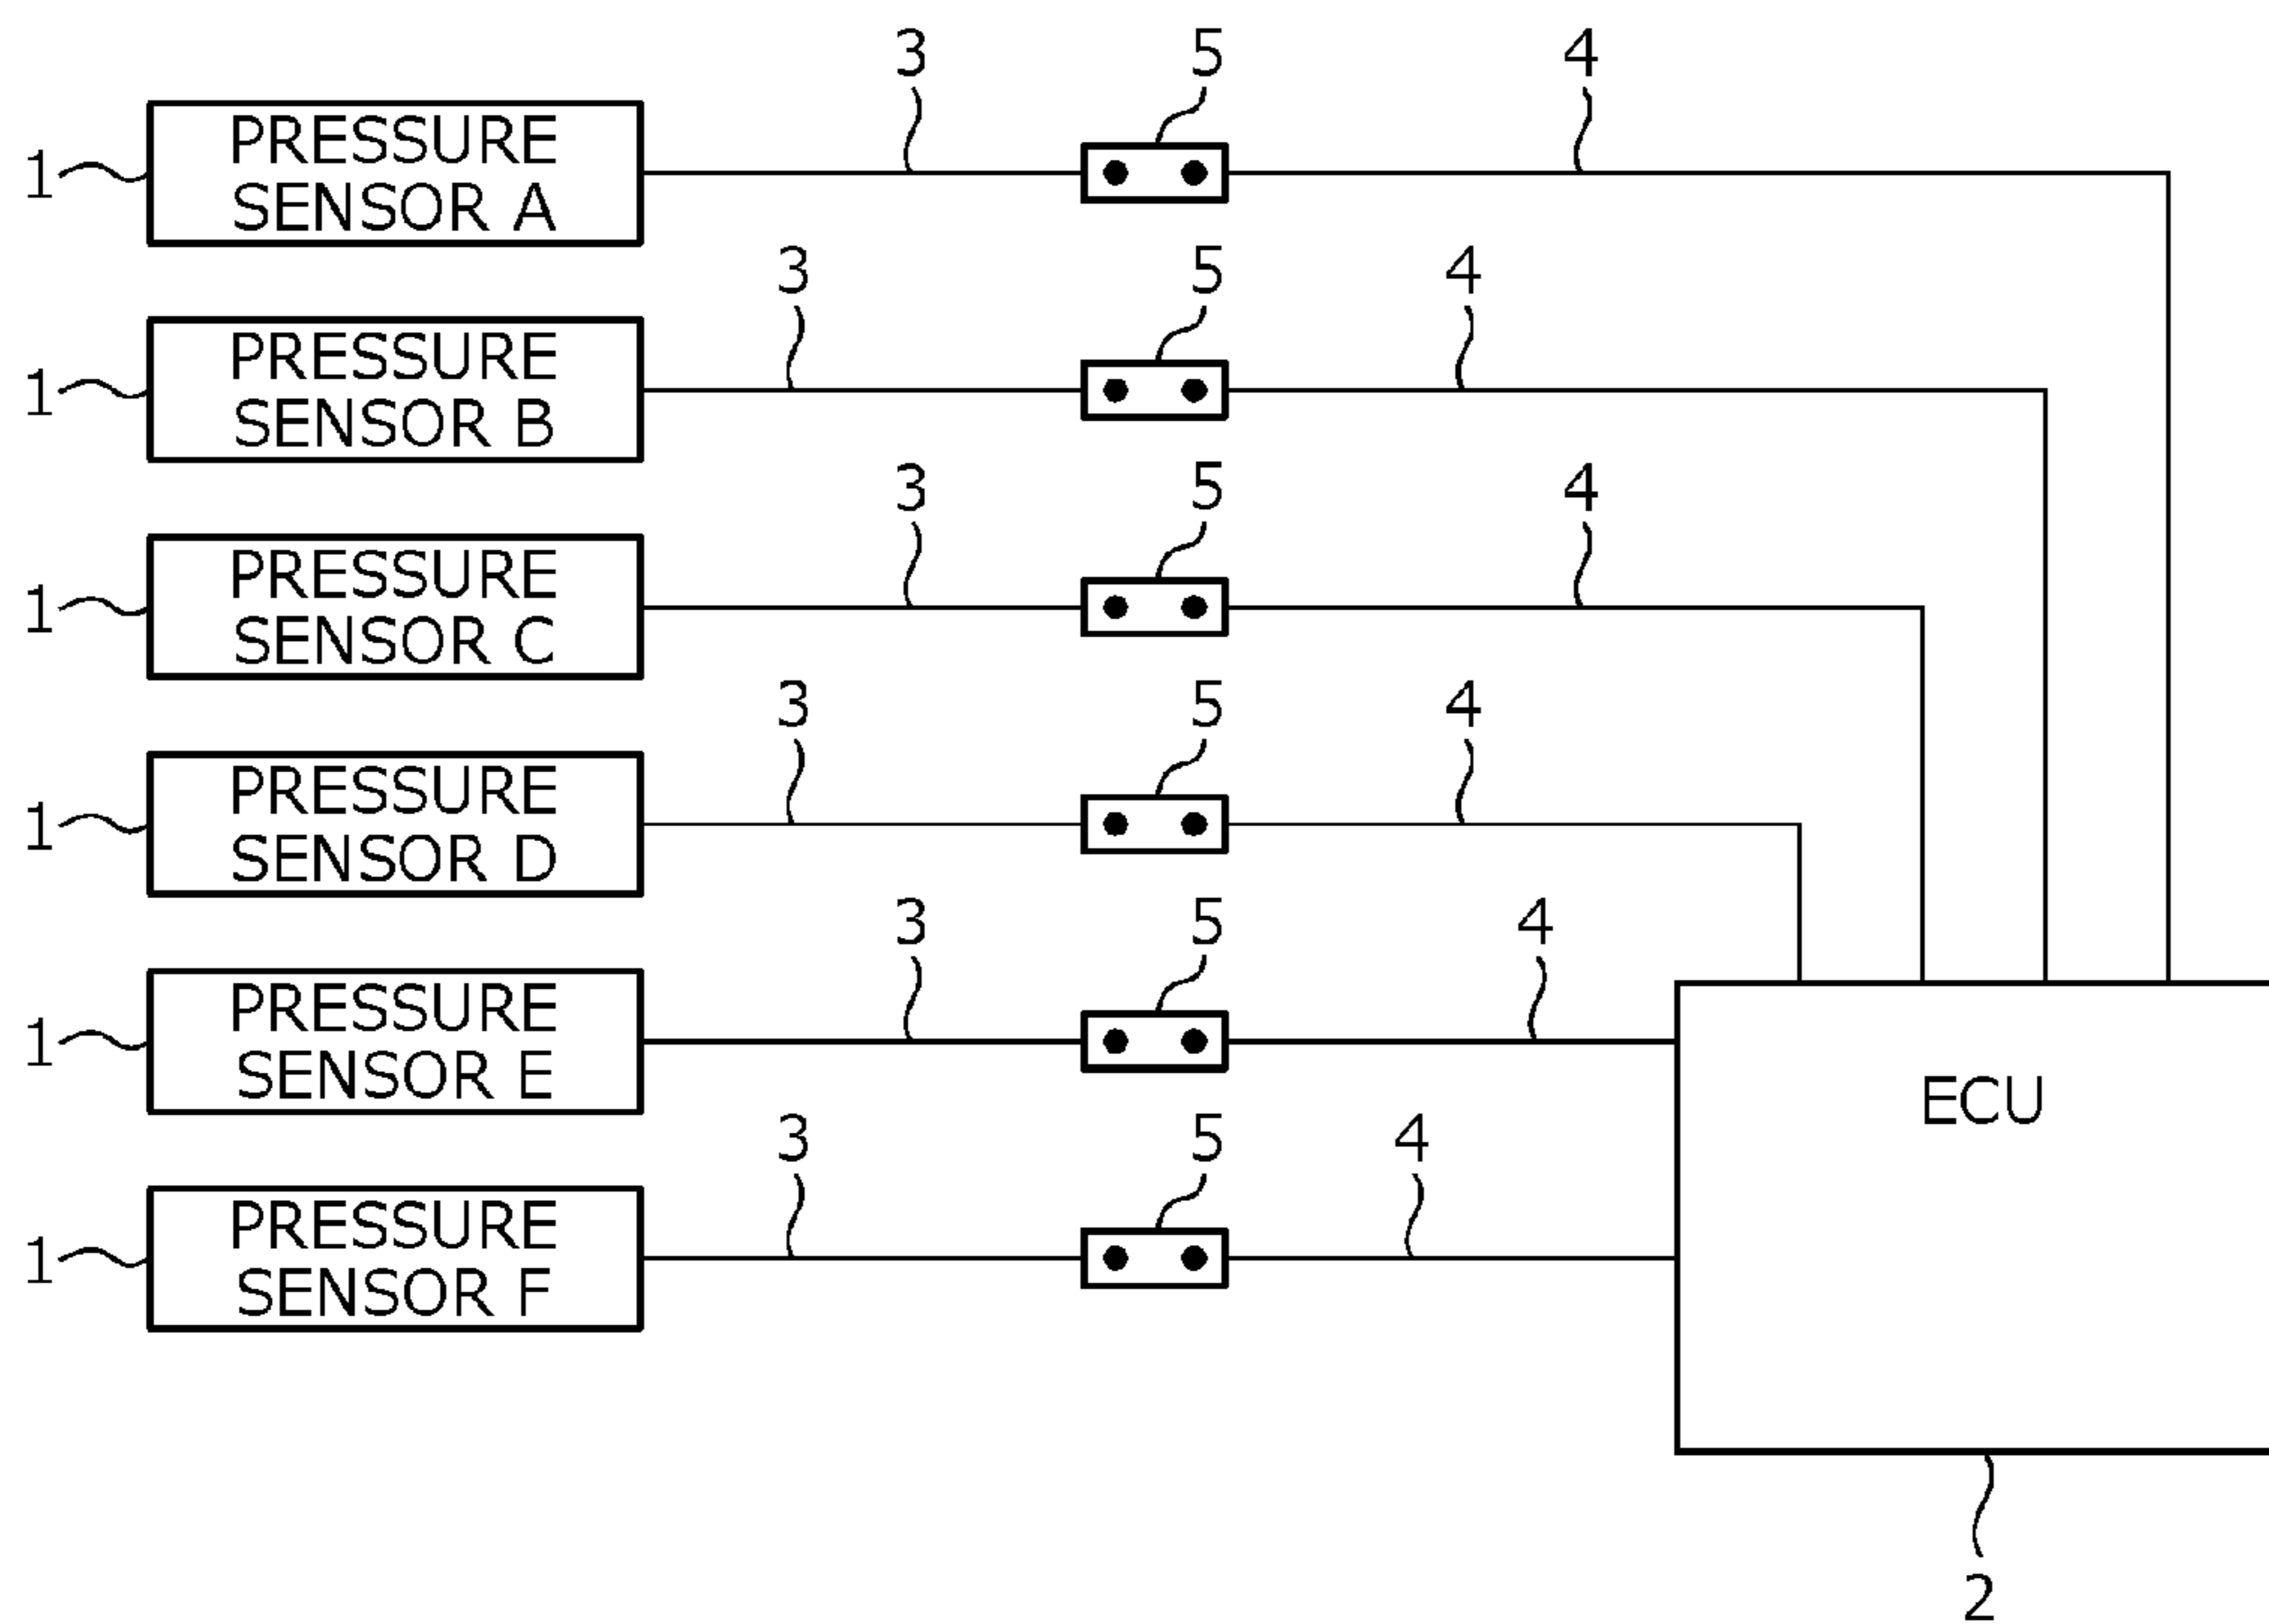 3 5 4
1 PRESSURE
SENSOR A
3 5 4
1 PRESSURE
SENSOR B
3 5 4
1 PRESSURE
SENSOR C
3 5 4
1 PRESSURE
SENSOR D
3 5 4
1 PRESSURE
SENSOR E
ECU
3 5 4
1 PRESSURE
SENSOR F
2